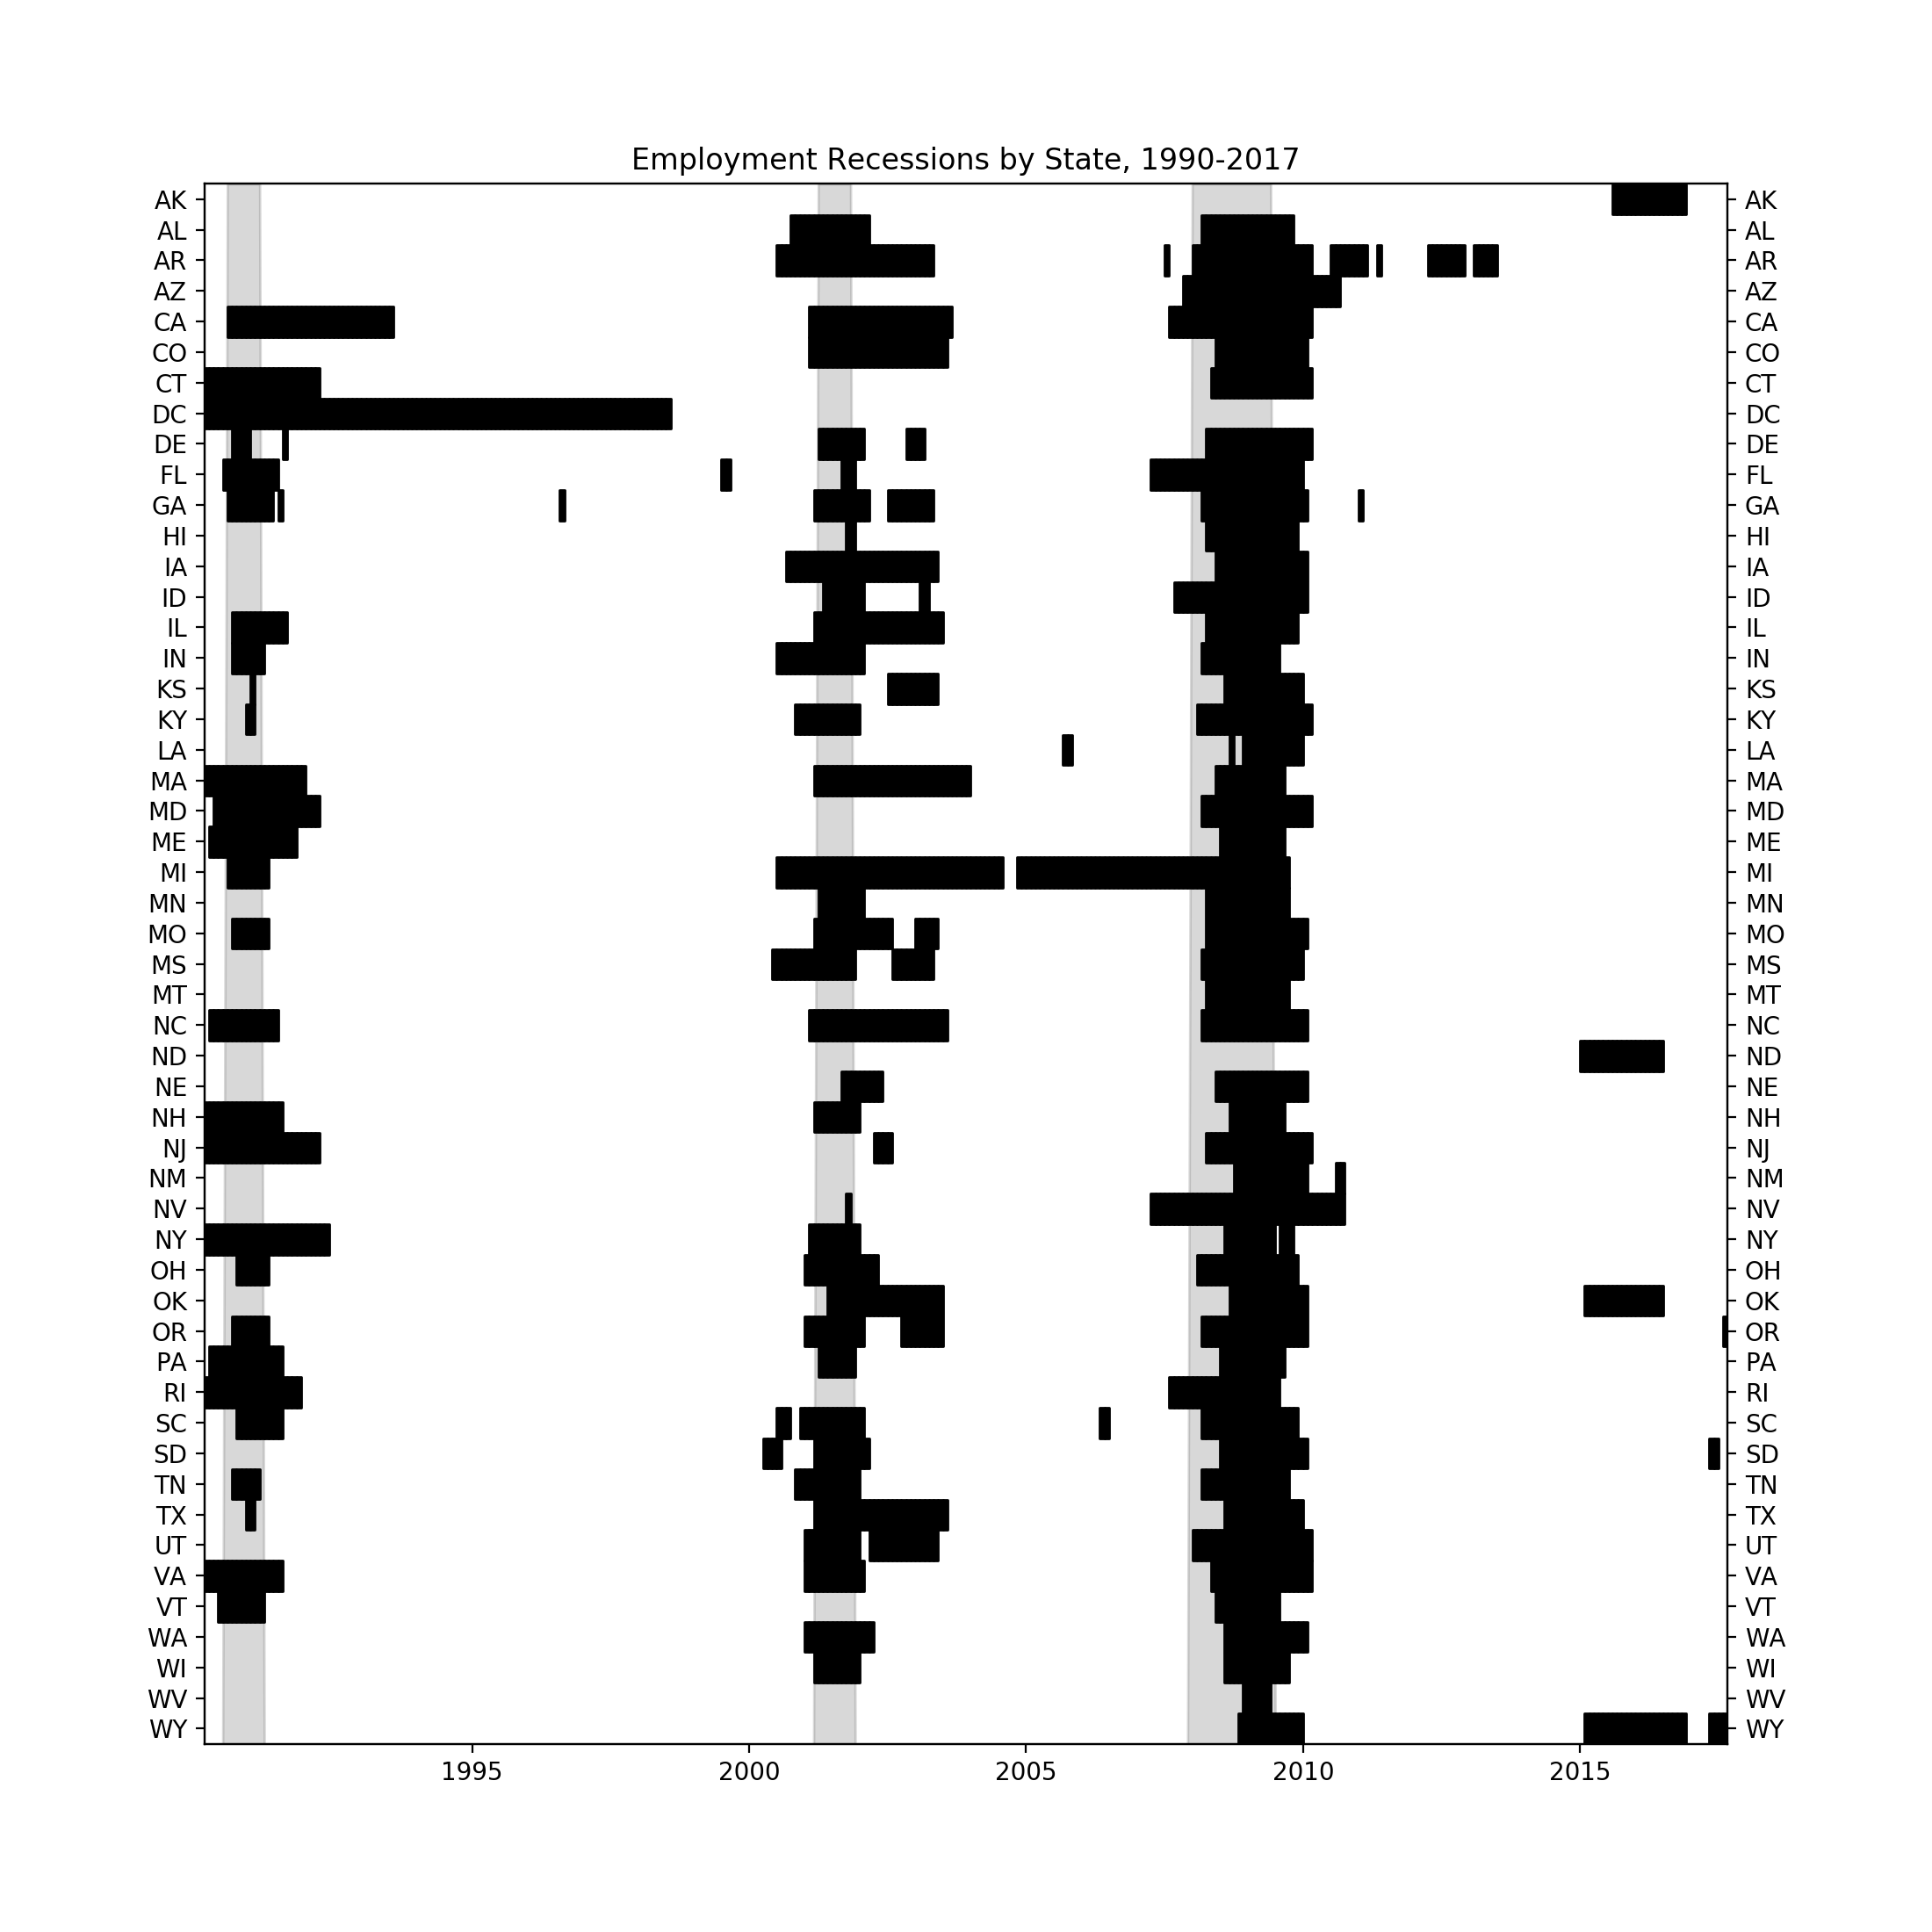 Employment Recessions by State, 1990-2017
AK AK
AL AL
AR AR
AZ AZ
CA CA
CO CO
CT CT
DC DC
DE DE
FL FL
GA GA
HI HI
IA IA
ID ID
IL IL
IN IN
KS KS
KY KY
LA LA
MA MA
MD MD
ME ME
MI MI
MN MN
MO MO
MS MS
MT MT
NC NC
ND ND
NE NE
NH NH
NJ NJ
NM NM
NV NV
NY NY
OH OH
OK OK
OR OR
PA PA
RI RI
SC SC
SD SD
TN TN
TX TX
UT UT
VA VA
VT VT
WA WA
WI WI
WV WV
WY WY
1995 2000 2005 2010 2015